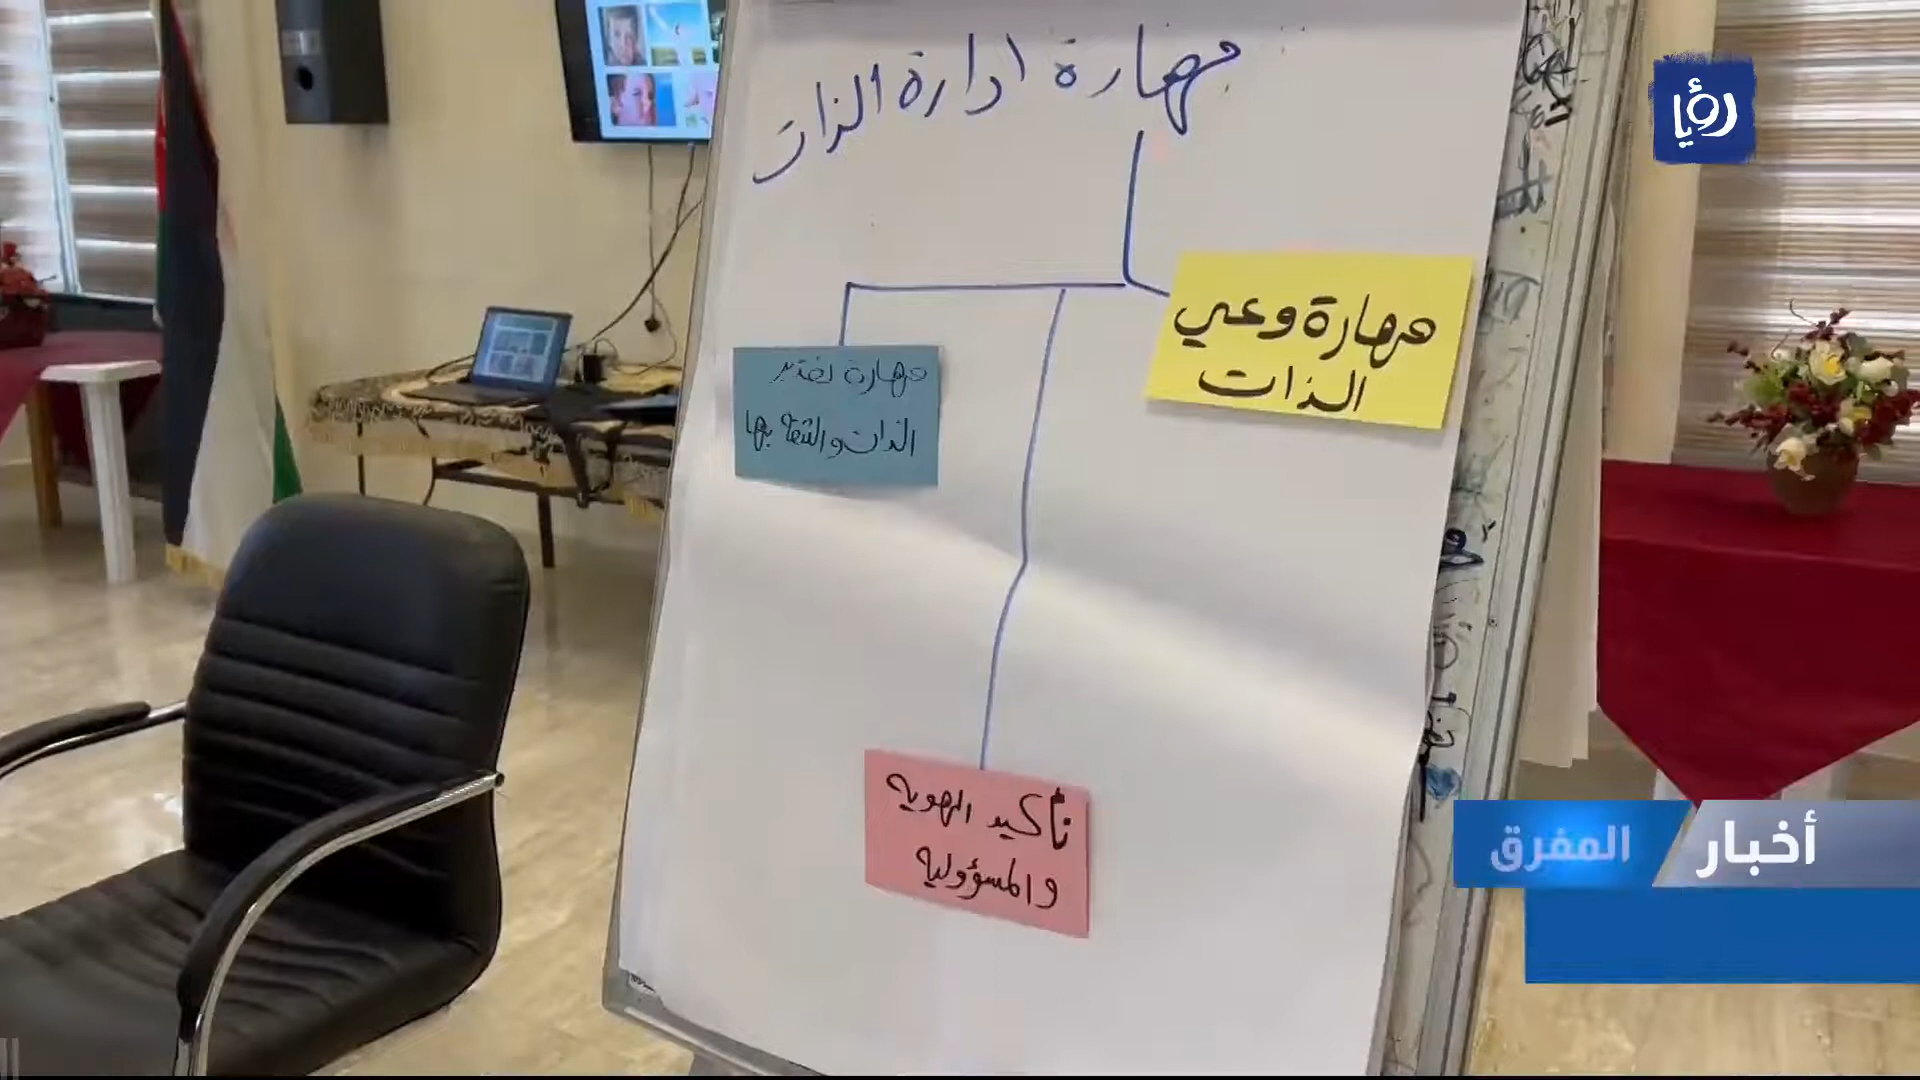 مهارة ادارة الذات
رؤيا
مهارة وعي
الذات
مهارة تقدير
الذات والثقة بها
تأكيد الهوية
والمسؤولية
أخبار المفرق